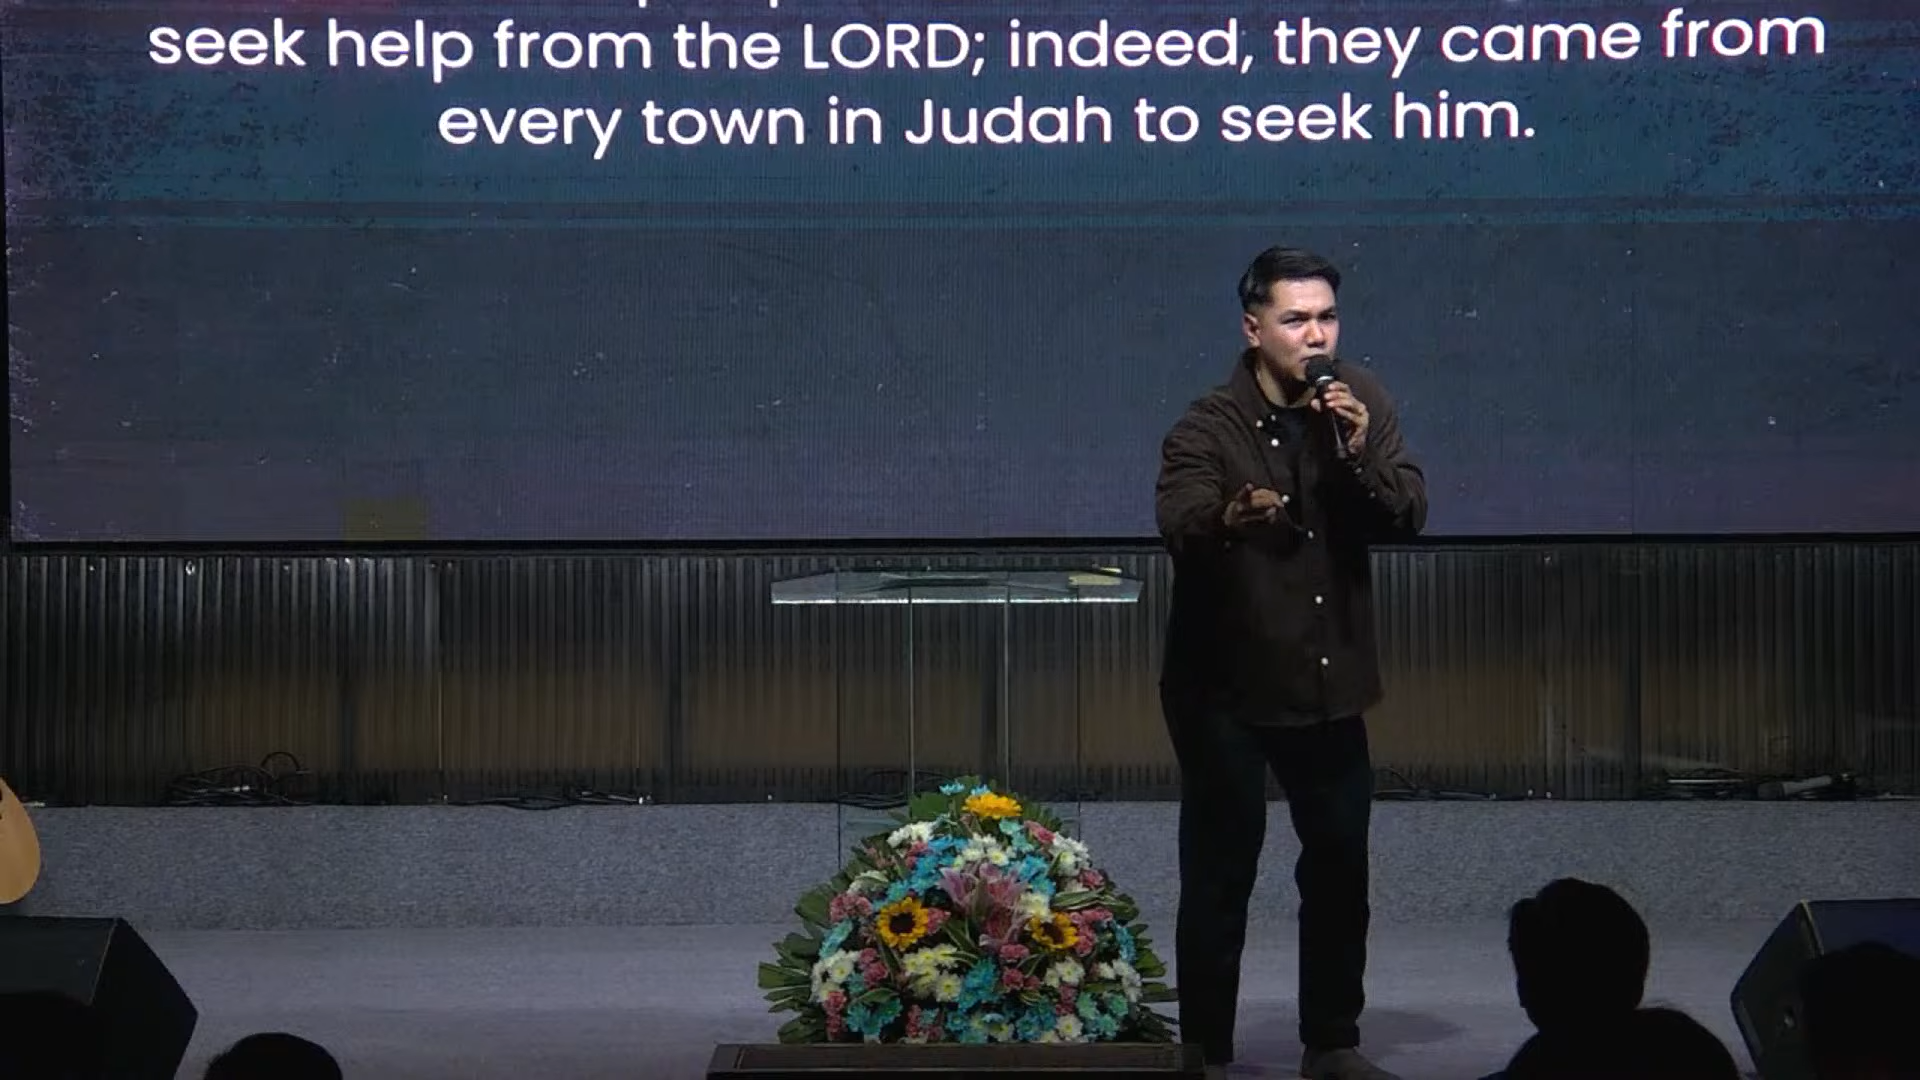 seek help from the LORD; indeed, they came from
every town in Judah to seek him.